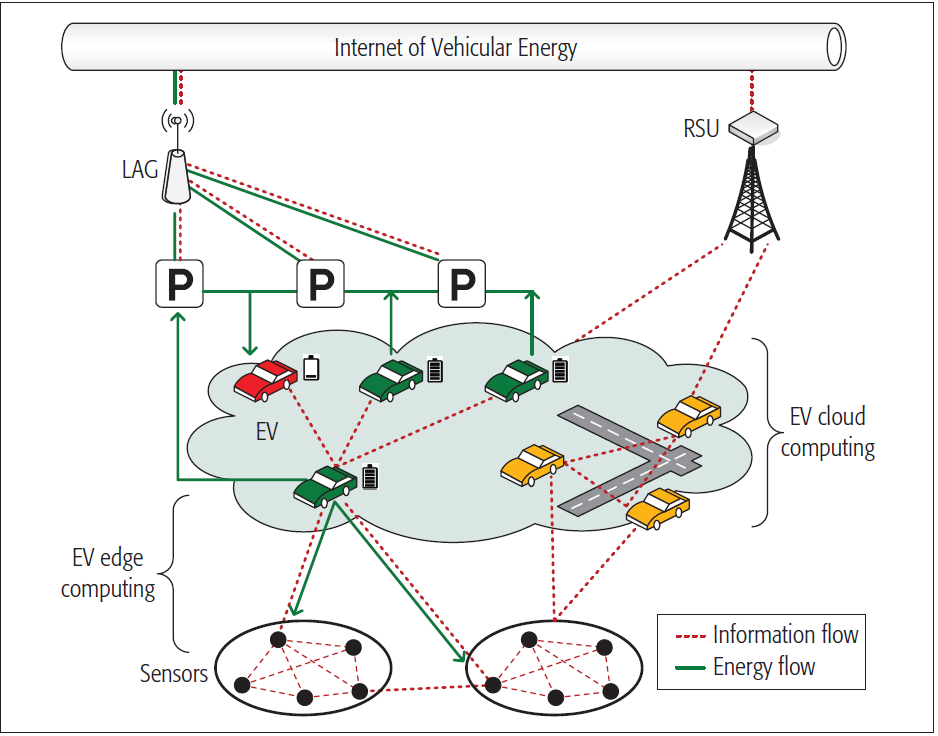 Internet of Vehicular Energy
RSU
LAG
P
P
P
EV
EV cloud
computing
EV edge
computing
Sensors
Information flow
Energy flow